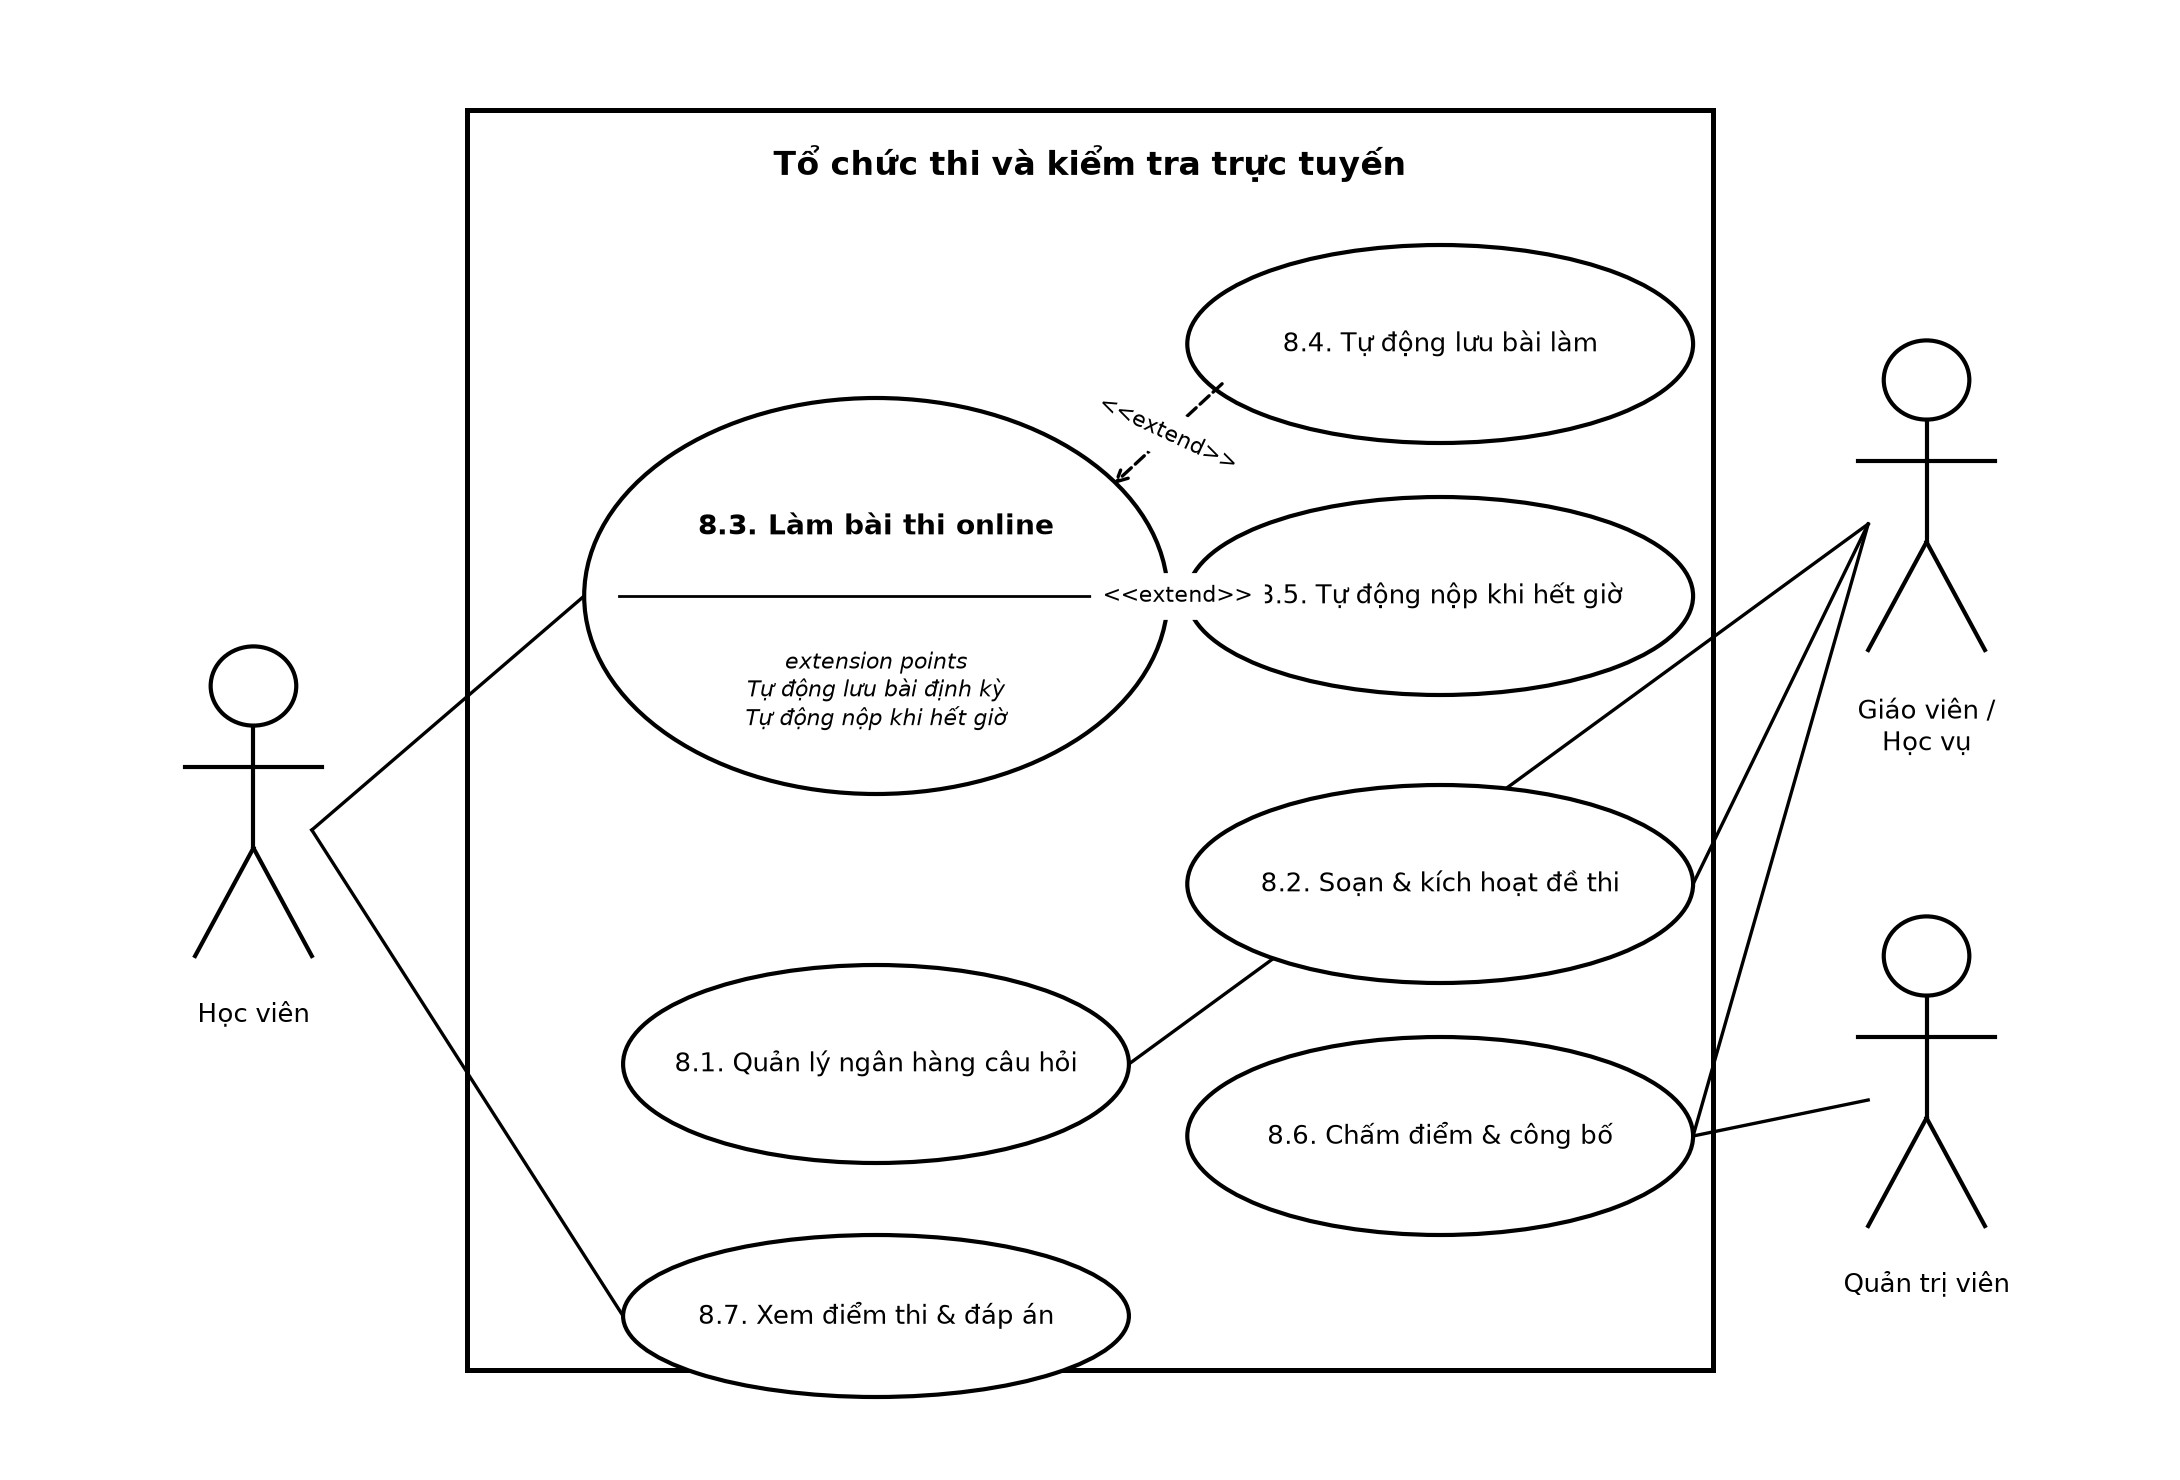 Tổ chức thi và kiểm tra trực tuyến
8.4. Tự động lưu bài làm
<<extend>>
8.3. Làm bài thi online
<<extend>>
8.5. Tự động nộp khi hết giờ
extension points
Tự động lưu bài định kỳ
Tự động nộp khi hết giờ
Giáo viên /
Học vụ
8.2. Soạn & kích hoạt đề thi
Học viên
8.1. Quản lý ngân hàng câu hỏi
8.6. Chấm điểm & công bố
Quản trị viên
8.7. Xem điểm thi & đáp án